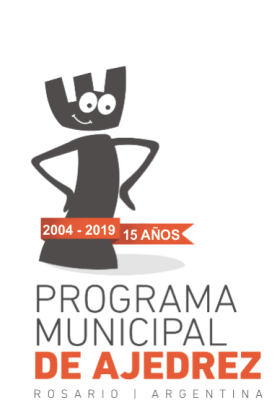 2004 - 2019 15 AÑOS
PROGRAMA
MUNICIPAL
DE AJEDREZ
ROSARIO | ARGENTINA